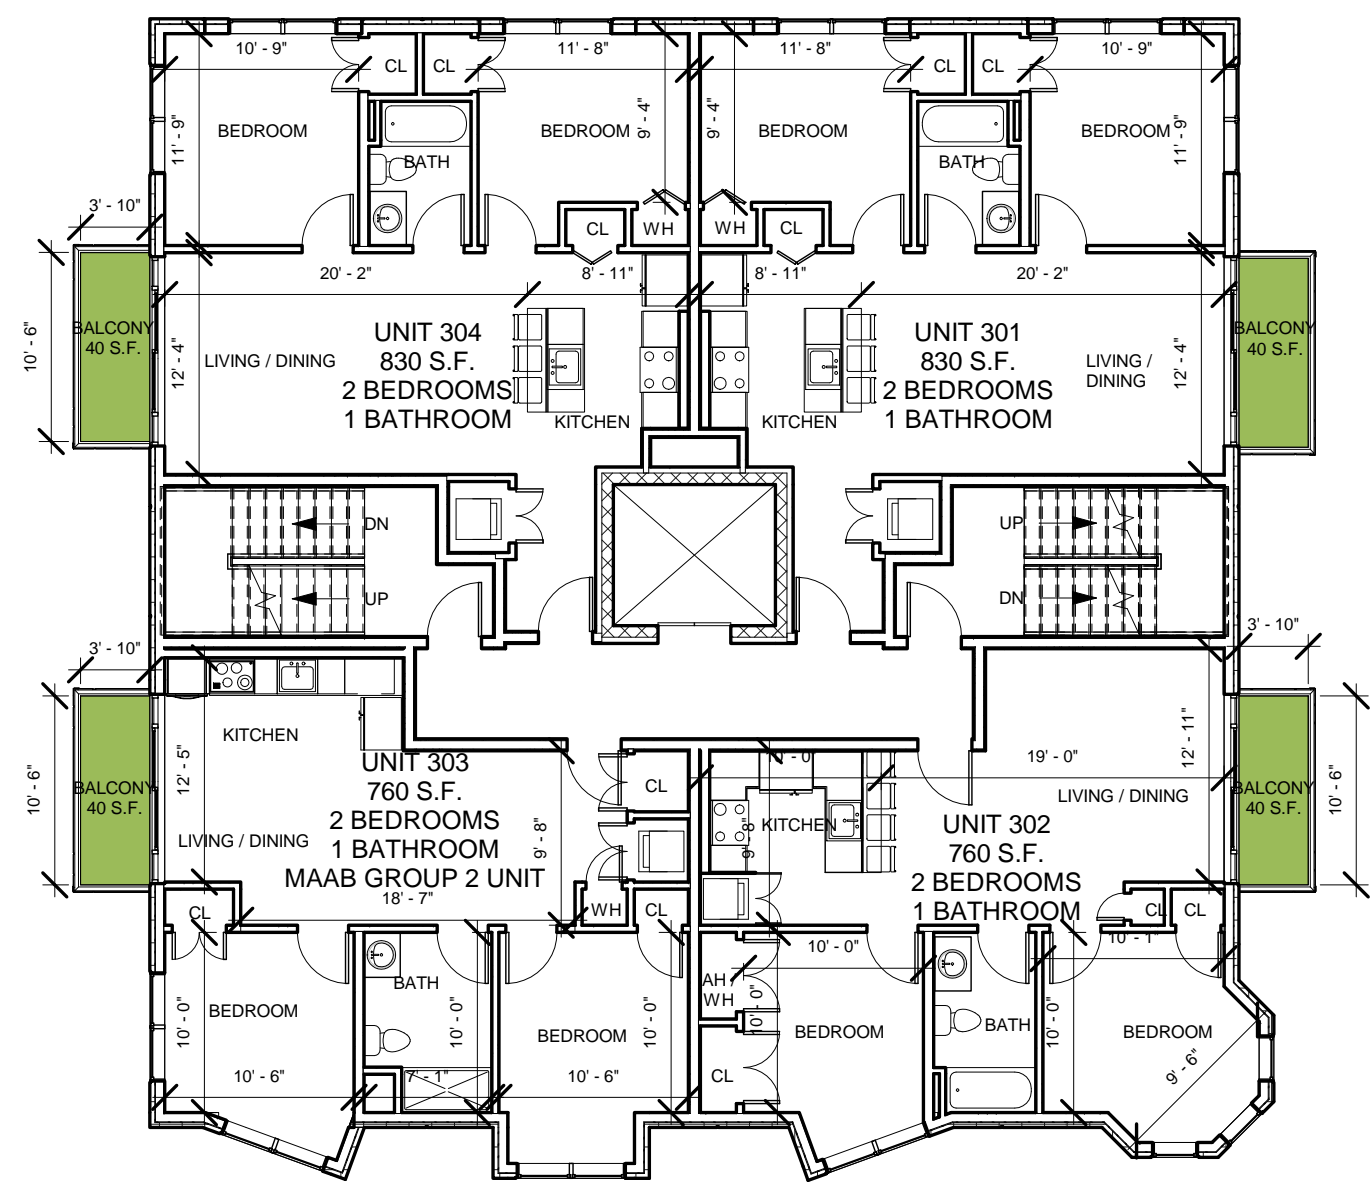 10' - 9"
11' - 8"
11' - 8"
10' - 9"
CL
CL
CL
CL
BEDROOM
BEDROOM
BEDROOM
BEDROOM
11' - 9"
9' - 4"
9' - 4"
11' - 9"
BATH
BATH
3' - 10"
CL
WH
WH
CL
20' - 2"
8' - 11"
8' - 11"
20' - 2"
BALCONY
40 S.F.
10' - 6"
12' - 4"
LIVING / DINING
UNIT 304
830 S.F.
2 BEDROOMS
1 BATHROOM
KITCHEN
UNIT 301
830 S.F.
2 BEDROOMS
1 BATHROOM
KITCHEN
LIVING /
DINING
12' - 4"
BALCONY
40 S.F.
DN
UP
UP
DN
3' - 10"
3' - 10"
KITCHEN
12' - 5"
10' - 6"
BALCONY
40 S.F.
UNIT 303
760 S.F.
2 BEDROOMS
1 BATHROOM
MAAB GROUP 2 UNIT
LIVING / DINING
18' - 7"
9' - 8"
CL
WH
CL
CL
KITCHEN
9' - 8"
19' - 0"
12' - 11"
LIVING / DINING
UNIT 302
760 S.F.
2 BEDROOMS
1 BATHROOM
BALCONY
40 S.F.
10' - 6"
CL
CL
10' - 0"
10' - 1"
BATH
AH /
WH
BEDROOM
10' - 0"
10' - 0"
BEDROOM
10' - 0"
10' - 0"
BEDROOM
BATH
10' - 0"
BEDROOM
10' - 6"
7' - 1"
10' - 6"
CL
9' - 6"